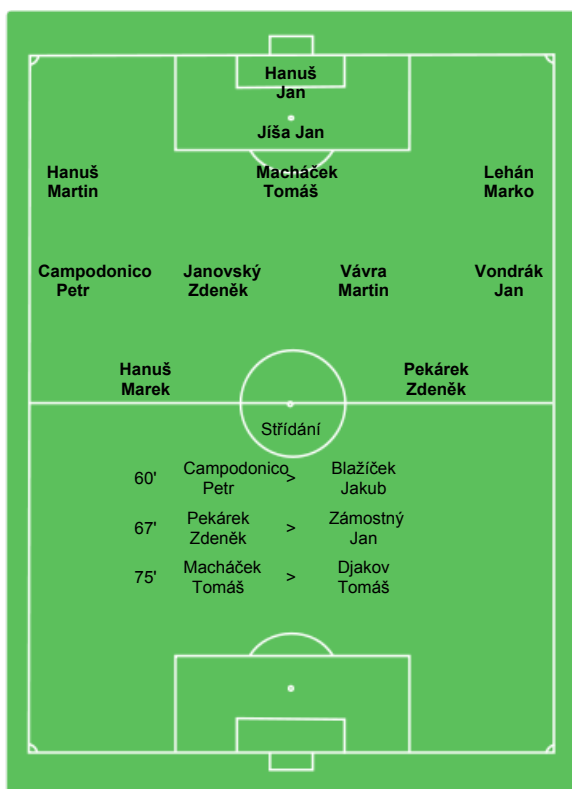 Hanuš
Jan
Jíša Jan
Hanuš
Martin
Macháček
Tomáš
Lehán
Marko
Campodonico
Petr
Janovský
Zdeněk
Vávra
Martin
Vondrák
Jan
Hanuš
Marek
Pekárek
Zdeněk
Střídání
60' Campodonico Petr > Blažíček Jakub
67' Pekárek Zdeněk > Zámostný Jan
75' Macháček Tomáš > Djakov Tomáš